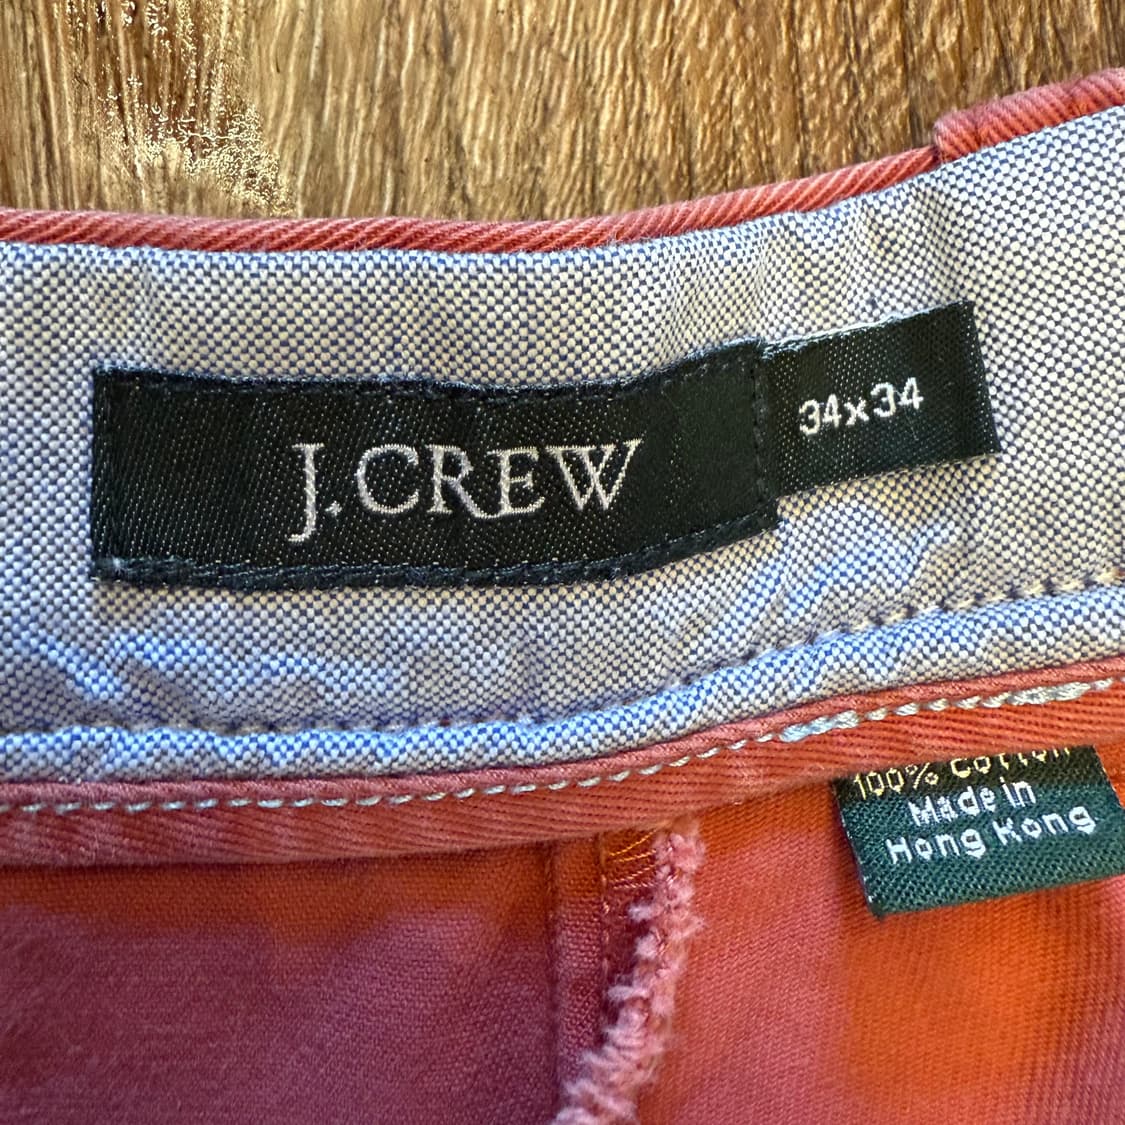 J.CREW
34x34
100% Cotton
Made in
Hong Kong